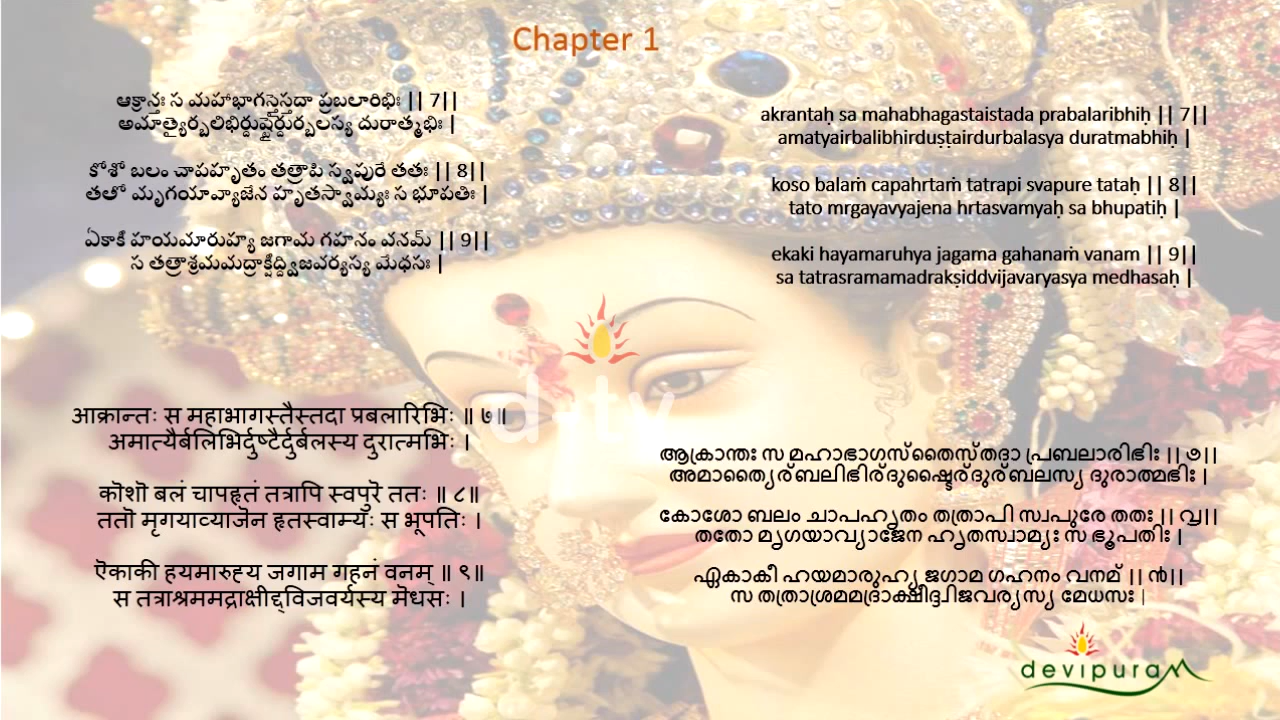 Chapter 1
ఆక్రాన్తః స మహాభాగస్తైస్తదా ప్రబలారిభిః || 7||
అమాత్యైర్బలిభిర్దుష్టైర్దుర్బలస్య దురాత్మభిః |
కోశో బలం చాపహృతం తత్రాపి స్వపురే తతః || 8||
తతో మృగయావ్యాజేన హృతస్వామ్యః స భూపతిః |
ఏకాకీ హయమారుహ్య జగామ గహనం వనమ్ || 9||
స తత్రాశ్రమమద్రాక్షీద్ద్విజవర్యస్య మేధసః |
akrantaḥ sa mahabhagastaistada prabalaribhiḥ || 7||
amatyairbalibhirduṣṭairdurbalasya duratmabhiḥ |
koso balaṁ capahrtaṁ tatrapi svapure tataḥ || 8||
tato mrgayavyajena hrtasvamyaḥ sa bhupatiḥ |
ekaki hayamaruhya jagama gahanaṁ vanam || 9||
sa tatrasramamadrakṣiddvijavaryasya medhasaḥ |
आक्रान्तः स महाभागस्तैस्तदा प्रबलारिभिः ॥ ७॥
अमात्यैर्बलिभिर्दुष्टैर्दुर्बलस्य दुरात्मभिः ।
कॊशॊ बलं चापहृतं तत्रापि स्वपुरॆ ततः ॥ ८॥
ततॊ मृगयाव्याजॆन हृतस्वाम्यः स भूपतिः ।
ऎकाकी हयमारुह्य जगाम गहनं वनम् ॥ ९॥
स तत्राश्रममद्राक्षीद्द्विजवर्यस्य मॆधसः ।
ആക്രാന്തഃ സ മഹാഭാഗസ്തൈസ്തദാ പ്രബലാരിഭിഃ || ൭||
അമാത്യൈര്ബലിഭിര്ദുഷ്ടൈര്ദുര്ബലസ്യ ദുരാത്മഭിഃ |
കോശോ ബലം ചാപഹൃതം തത്രാപി സ്വപുരേ തതഃ || ൮||
തതോ മൃഗയാവ്യാജേന ഹൃതസ്വാമ്യഃ സ ഭൂപതിഃ |
ഏകാകീ ഹയമാരുഹ്യ ജഗാമ ഗഹനം വനമ് || ൯||
സ തത്രാശ്രമമദ്രാക്ഷീദ്ദ്വിജവര്യസ്യ മേധസഃ |
devipuram